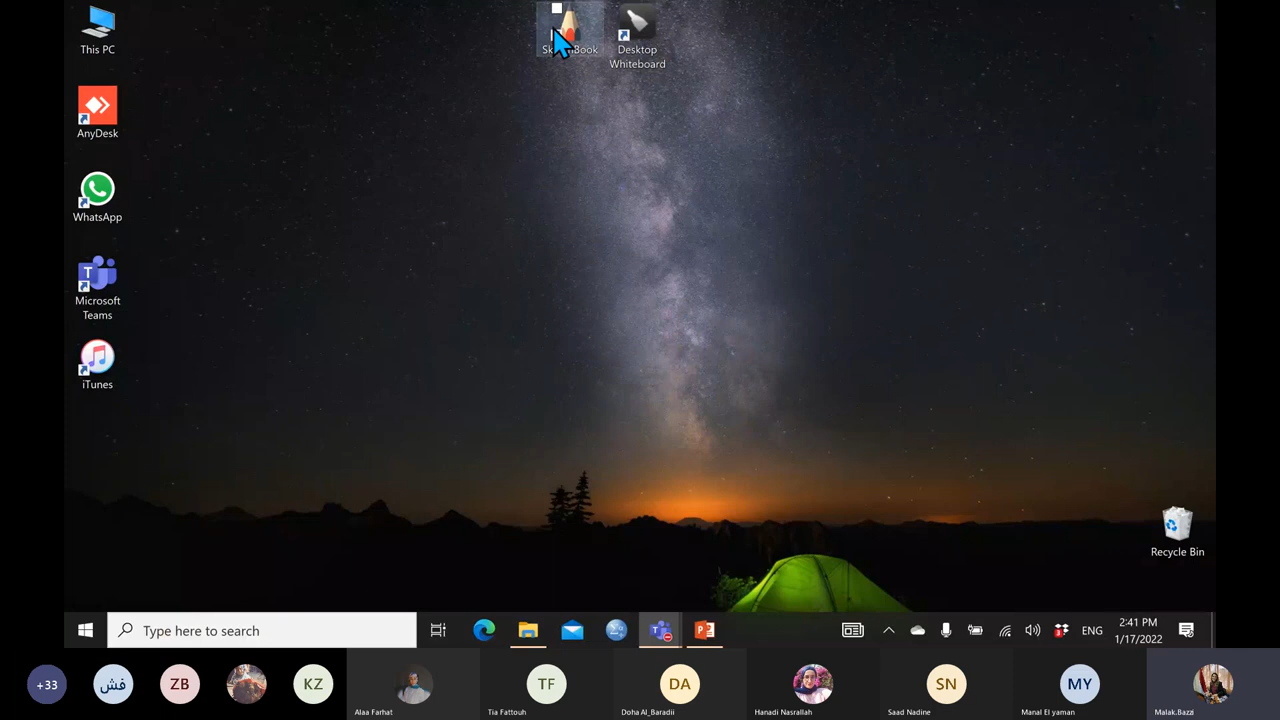 This PC
Desktop
Whiteboard
AnyDesk
WhatsApp
T
Microsoft
Teams
iTunes
Recycle Bin
Type here to search
ENG
2:41 PM
1/17/2022
+33
فش
ZB
KZ
Alaa Farhat
TF
Tia Fattouh
DA
Doha Al_Baradii
Hanadi Nasrallah
SN
Saad Nadine
MY
Manal El yaman
Malak.Bazzi